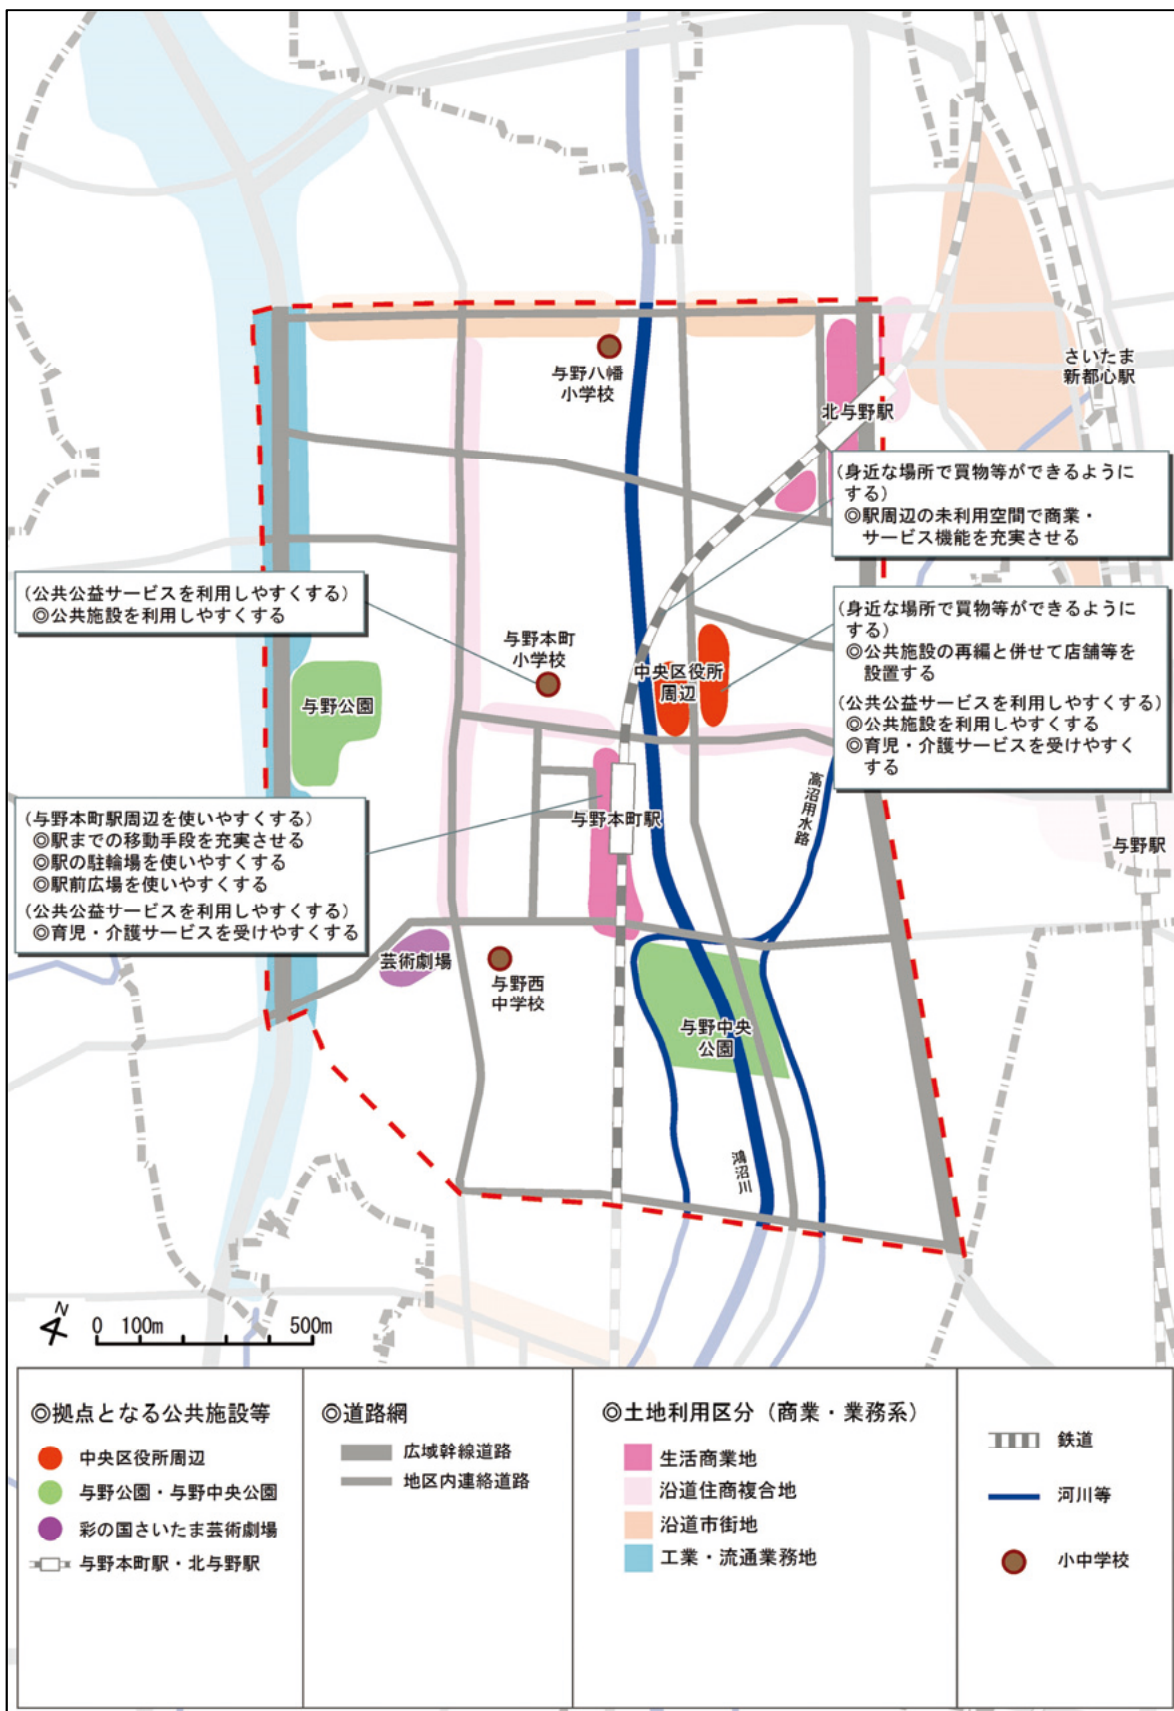 与野八幡
小学校
さいたま
新都心駅
北与野駅
(身近な場所で買物等ができるように
する)
◎駅周辺の未利用空間で商業・
サービス機能を充実させる
(公共公益サービスを利用しやすくする)
◎公共施設を利用しやすくする
(身近な場所で買物等ができるように
する)
◎公共施設の再編と併せて店舗等を
設置する
(公共公益サービスを利用しやすくする)
◎公共施設を利用しやすくする
◎育児・介護サービスを受けやすく
する
与野本町
小学校
中央区役所
周辺
与野公園
高沼用水路
(与野本町駅周辺を使いやすくする)
◎駅までの移動手段を充実させる
◎駅の駐輪場を使いやすくする
◎駅前広場を使いやすくする
(公共公益サービスを利用しやすくする)
◎育児・介護サービスを受けやすくする
与野本町駅
与野駅
芸術劇場
与野西
中学校
与野中央
公園
鴻沼川
N
0 100m 500m
◎拠点となる公共施設等
中央区役所周辺
与野公園・与野中央公園
彩の国さいたま芸術劇場
与野本町駅・北与野駅
◎道路網
広域幹線道路
地区内連絡道路
◎土地利用区分（商業・業務系）
生活商業地
沿道住商複合地
沿道市街地
工業・流通業務地
鉄道
河川等
小中学校